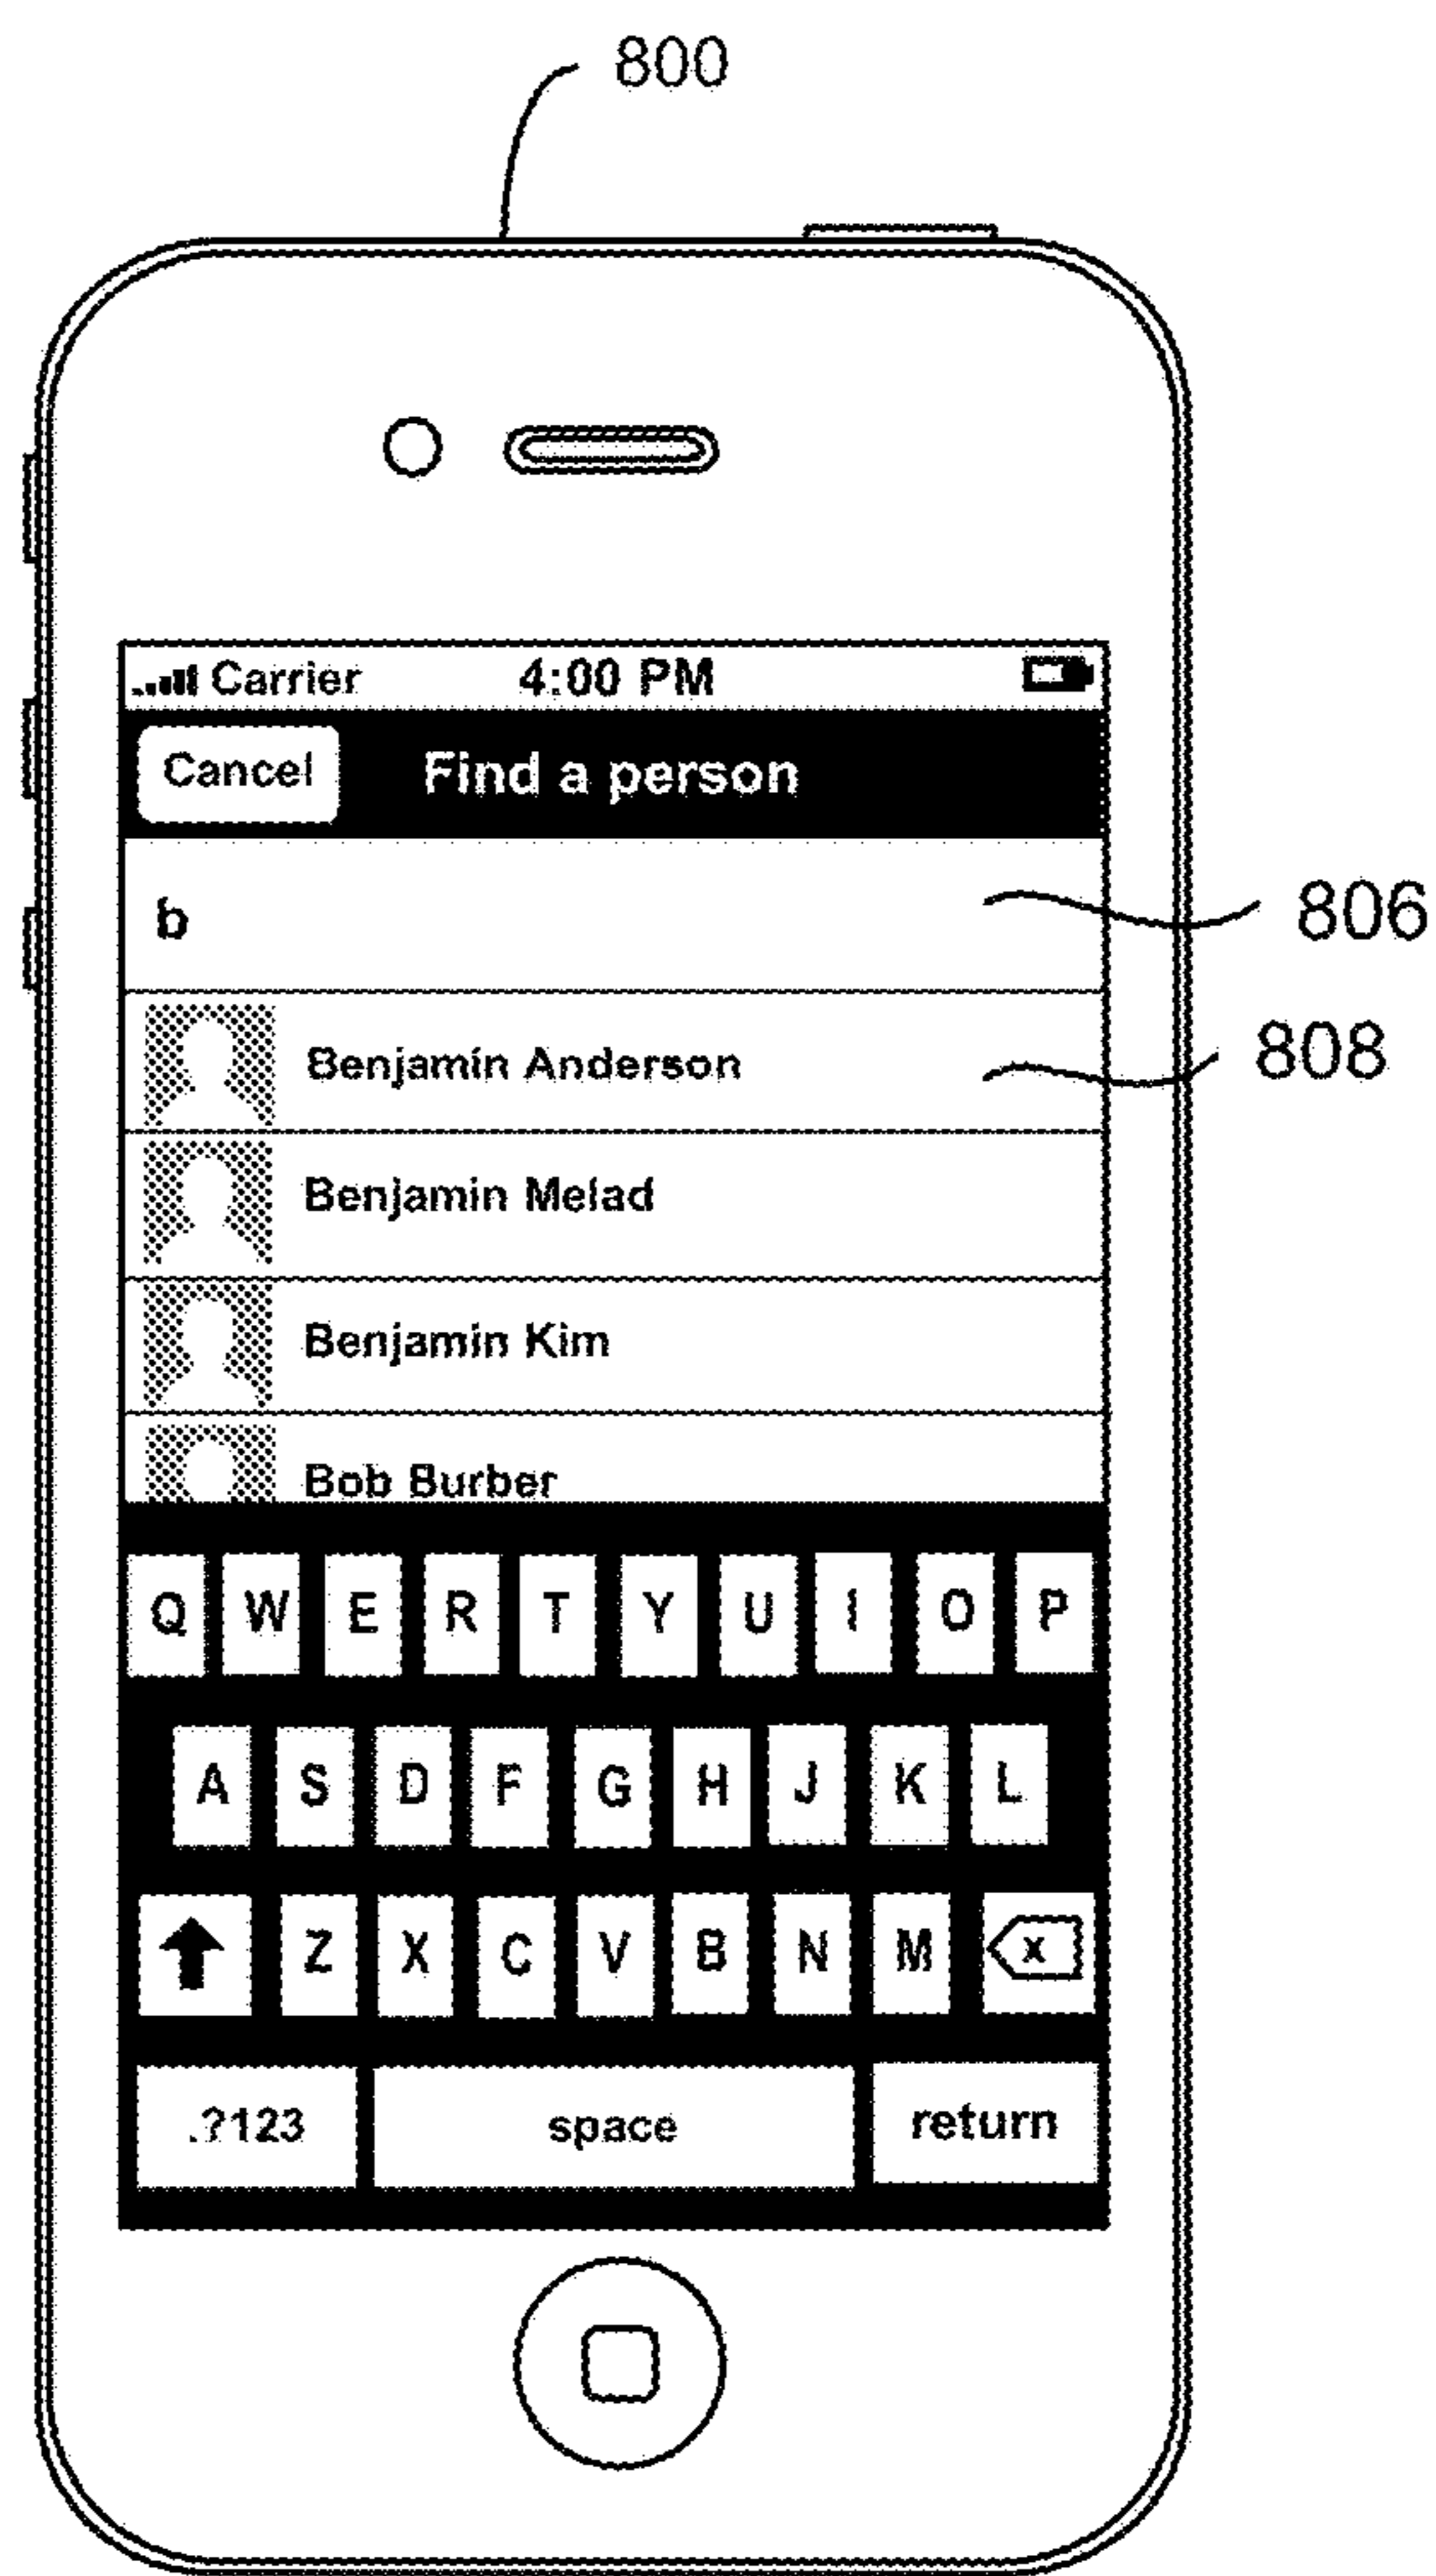 800
Carrier 4:00 PM
Cancel Find a person
b 806
Benjamin Anderson 808
Benjamin Melad
Benjamin Kim
Bob Burber
Q W E R T Y U I O P
A S D F G H J K L
Z X C V B N M x
.?123 space return